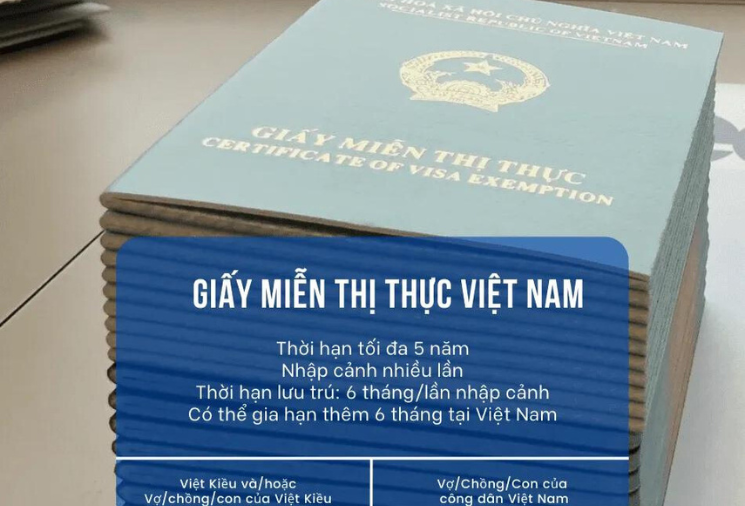 HOÀ XÃ HỘI CHỦ NGHĨA VIỆT NAM
SOCIALIST REPUBLIC OF VIETNAM
GIẤY MIỄN THỊ THỰC
CERTIFICATE OF VISA EXEMPTION
GIẤY MIỄN THỊ THỰC VIỆT NAM
Thời hạn tối đa 5 năm
Nhập cảnh nhiều lần
Thời hạn lưu trú: 6 tháng/lần nhập cảnh
Có thể gia hạn thêm 6 tháng tại Việt Nam
Việt Kiều và/hoặc
Vợ/chồng/con của Việt Kiều
Vợ/Chồng/Con của
công dân Việt Nam